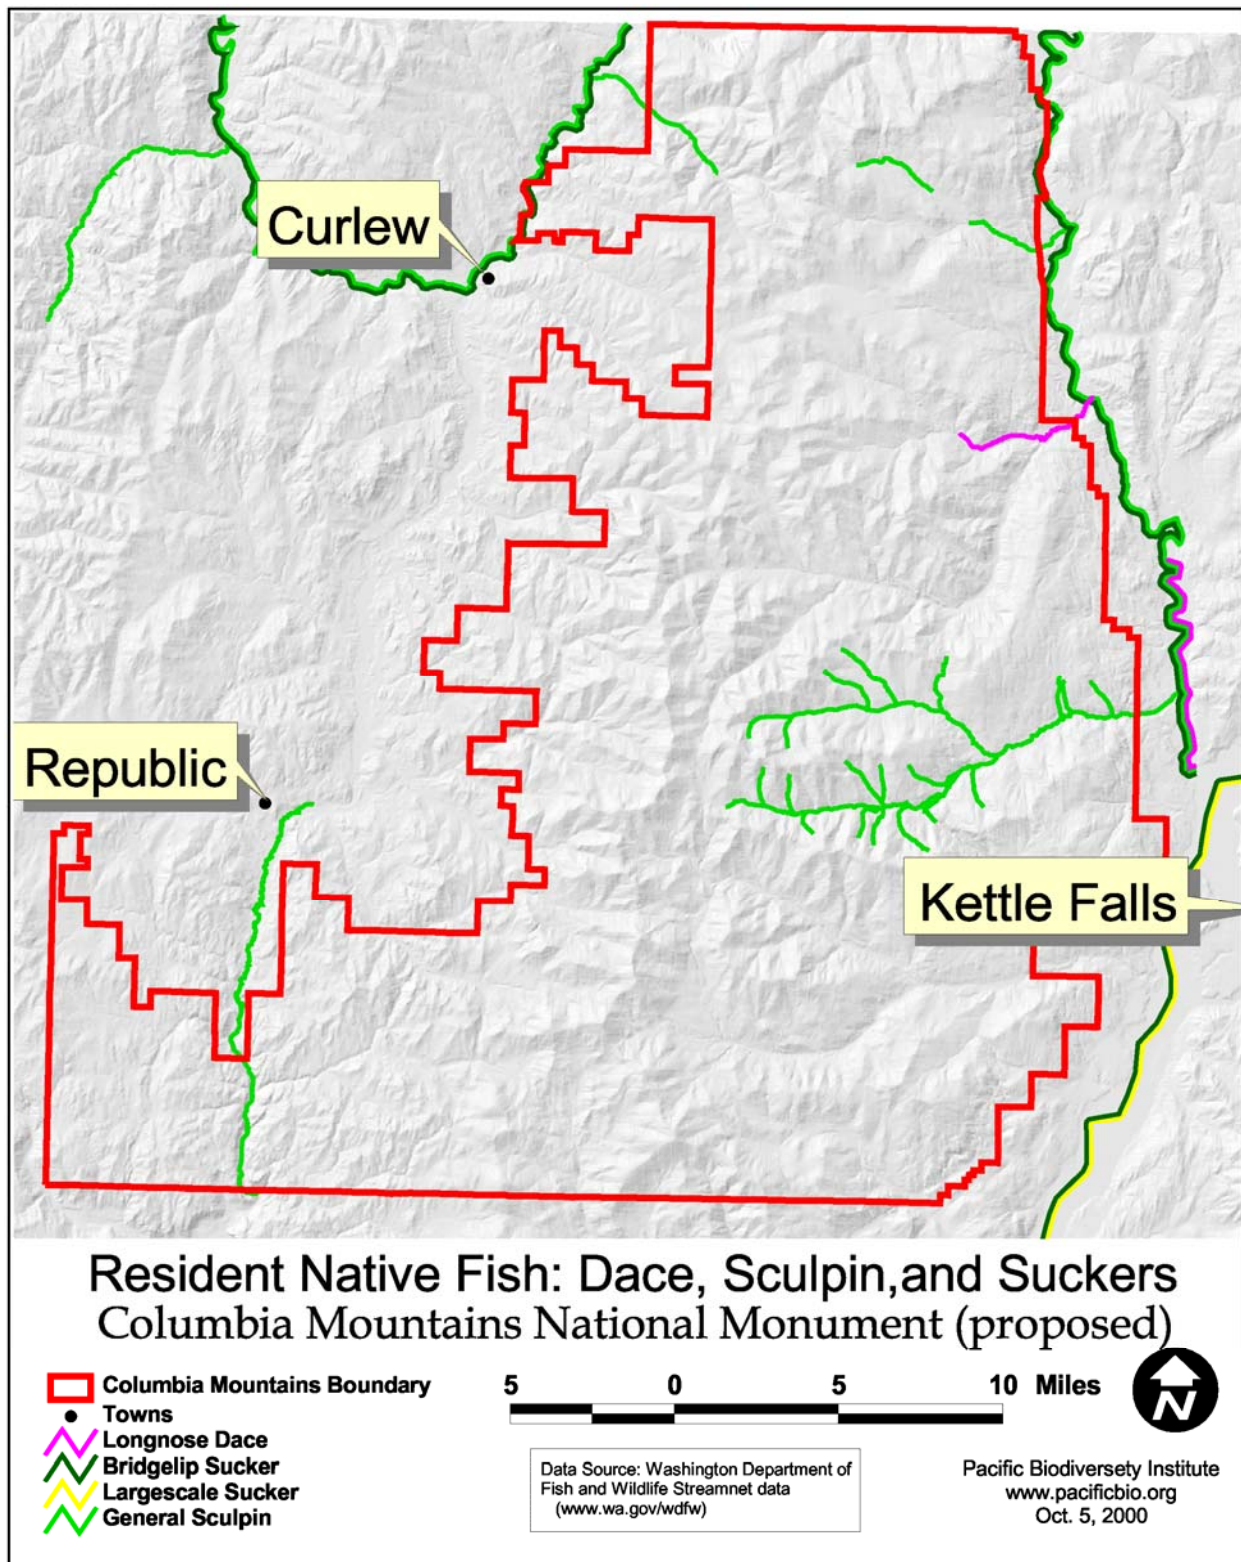 Curlew
Republic
Kettle Falls
Resident Native Fish: Dace, Sculpin,and Suckers
Columbia Mountains National Monument (proposed)
Columbia Mountains Boundary
Towns
Longnose Dace
Bridgelip Sucker
Largescale Sucker
General Sculpin
5 0 5 10 Miles
N
Data Source: Washington Department of
Fish and Wildlife Streamnet data
(www.wa.gov/wdfw)
Pacific Biodiversety Institute
www.pacificbio.org
Oct. 5, 2000